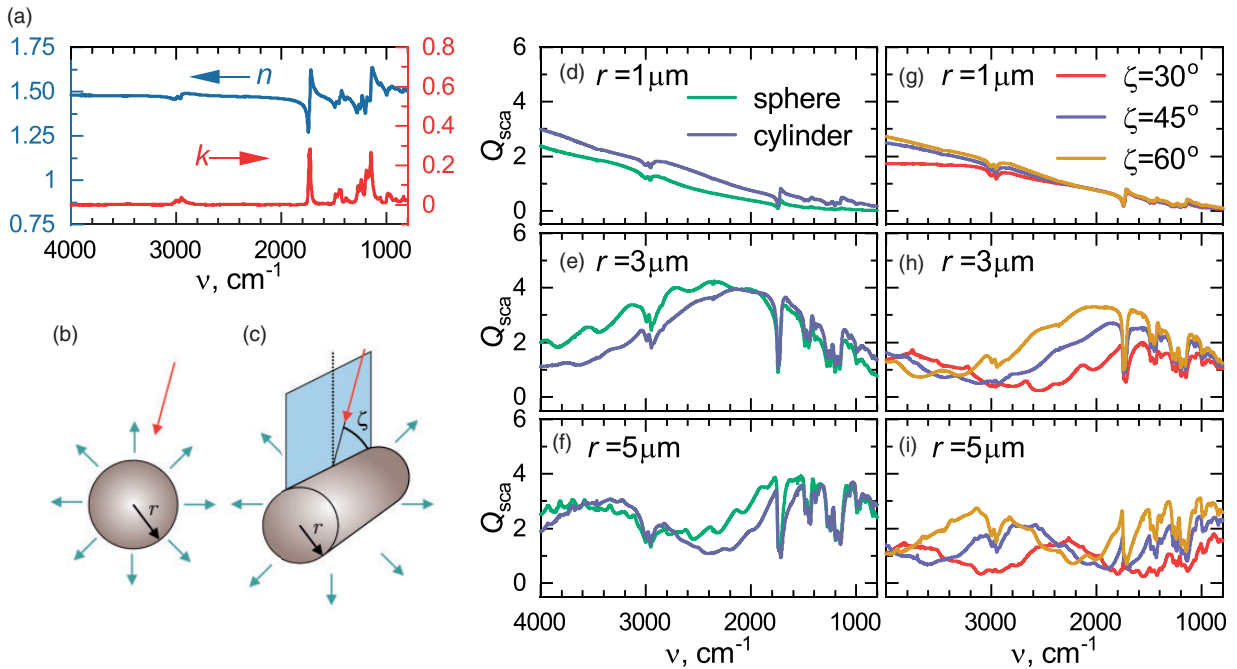 (a)
1.75
1.50
1.25
1
0.75
n
k
0.8
0.6
0.4
0.2
0
4000 3000 2000 1000
ν, cm-1
(b)
r
(c)
ζ
r
(d) r =1μm
sphere
cylinder
Qsca
6
4
2
0
(e) r =3μm
Qsca
6
4
2
0
(f) r =5μm
Qsca
6
4
2
0
4000 3000 2000 1000
ν, cm-1
(g) r =1μm
ζ=30°
ζ=45°
ζ=60°
(h) r =3μm
(i) r =5μm
3000 2000 1000
ν, cm-1